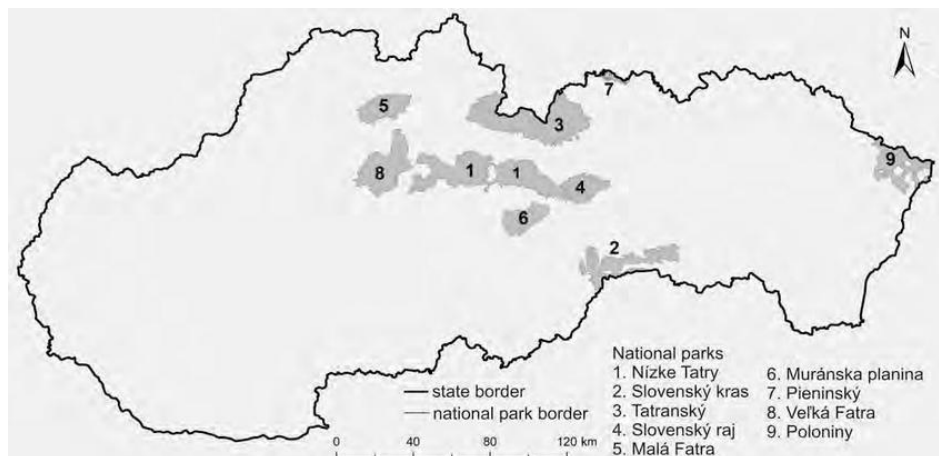 N
7
5
3
9
8
1
1
4
6
2
National parks
1. Nízke Tatry
2. Slovenský kras
3. Tatranský
4. Slovenský raj
5. Malá Fatra
6. Muránska planina
7. Pieninský
8. Veľká Fatra
9. Poloniny
state border
national park border
0 40 80 120 km